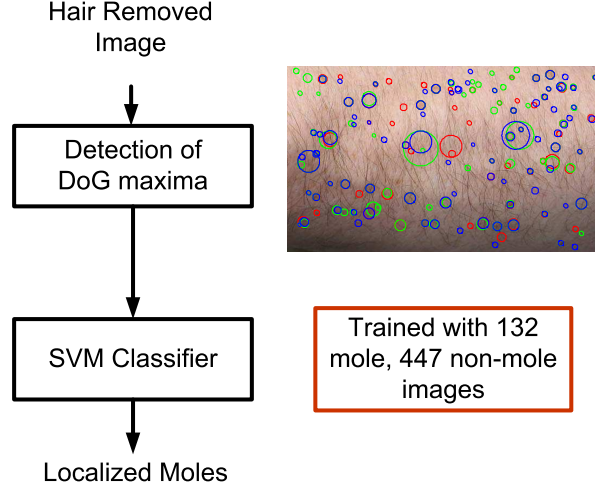 Hair Removed
Image
Detection of
DoG maxima
SVM Classifier
Trained with 132
mole, 447 non-mole
images
Localized Moles